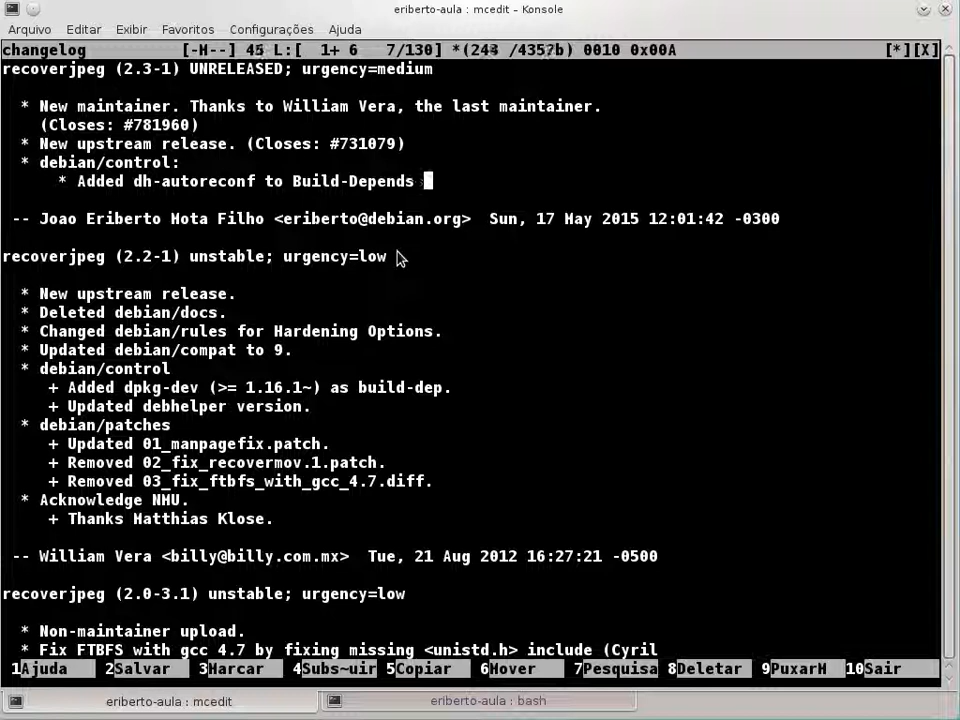 eriberto-aula : mcedit – Konsole
Arquivo Editar Exibir Favoritos Configurações Ajuda
changelog [-H--] 45 L:[ 1+ 6 7/130] *(244 /4357b) 0010 0x00A [*][X]
recoverjpeg (2.3-1) UNRELEASED; urgency=medium
* New maintainer. Thanks to William Vera, the last maintainer.
(Closes: #781960)
* New upstream release. (Closes: #731079)
* debian/control:
* Added dh-autoreconf to Build-Depends
-- Joao Eriberto Mota Filho <eriberto@debian.org> Sun, 17 May 2015 12:01:42 -0300
recoverjpeg (2.2-1) unstable; urgency=low
* New upstream release.
* Deleted debian/docs.
* Changed debian/rules for Hardening Options.
* Updated debian/compat to 9.
* debian/control
+ Added dpkg-dev (>= 1.16.1~) as build-dep.
+ Updated debhelper version.
* debian/patches
+ Updated 01_manpagefix.patch.
+ Removed 02_fix_recovermov.1.patch.
+ Removed 03_fix_ftbfs_with_gcc_4.7.diff.
* Acknowledge NMU.
+ Thanks Matthias Klose.
-- William Vera <billy@billy.com.mx> Tue, 21 Aug 2012 16:27:21 -0500
recoverjpeg (2.0-3.1) unstable; urgency=low
* Non-maintainer upload.
* Fix FTBFS with gcc 4.7 by fixing missing <unistd.h> include (Cyril
1Ajuda 2Salvar 3Marcar 4Subs~uir 5Copiar 6Mover 7Pesquisa 8Deletar 9PuxarM 10Sair
eriberto-aula : mcedit eriberto-aula : bash